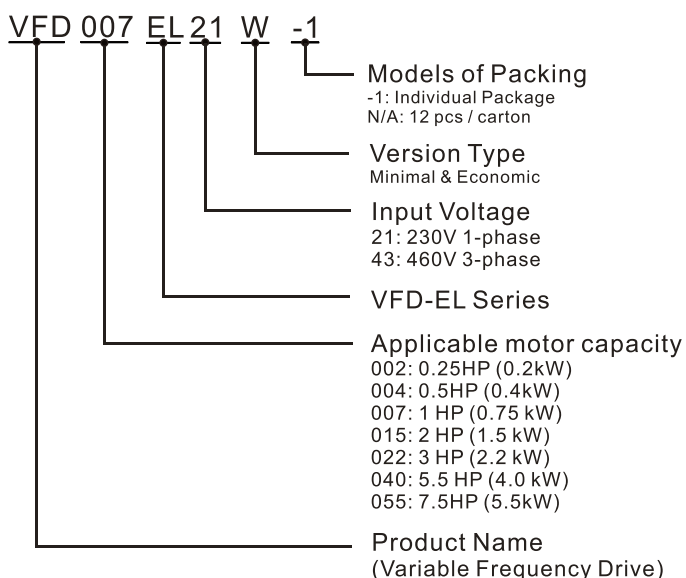 VFD 007 EL 21 W -1
Models of Packing
-1: Individual Package
N/A: 12 pcs / carton
Version Type
Minimal & Economic
Input Voltage
21: 230V 1-phase
43: 460V 3-phase
VFD-EL Series
Applicable motor capacity
002: 0.25HP (0.2kW)
004: 0.5HP (0.4kW)
007: 1 HP (0.75 kW)
015: 2 HP (1.5 kW)
022: 3 HP (2.2 kW)
040: 5.5 HP (4.0 kW)
055: 7.5HP (5.5kW)
Product Name
(Variable Frequency Drive)